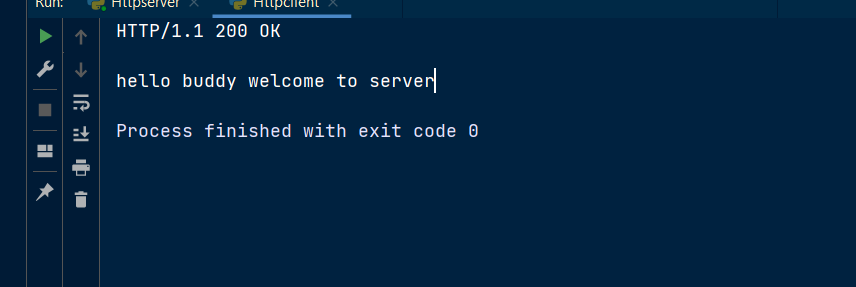 Run:
Httpserver
Httpclient
HTTP/1.1 200 OK
hello buddy welcome to server
Process finished with exit code 0